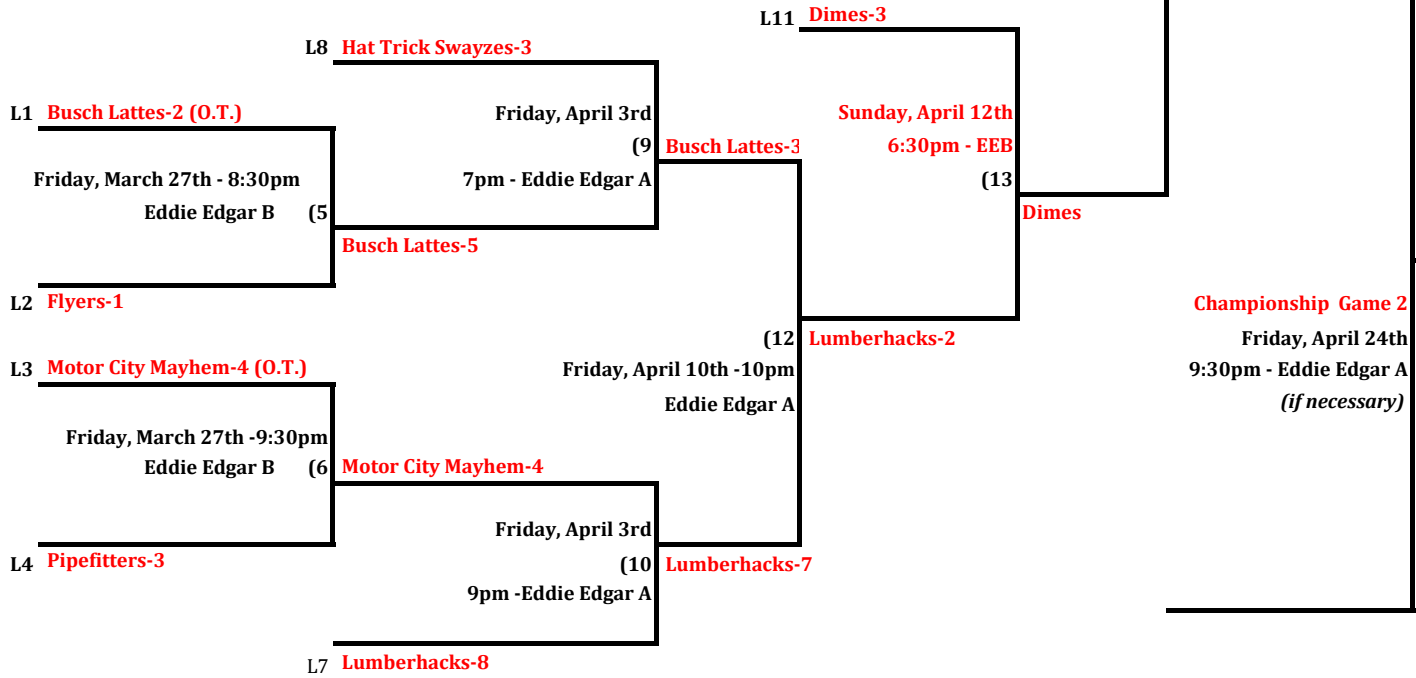 L11 Dimes-3
L8 Hat Trick Swayzes-3
L1 Busch Lattes-2 (O.T.)
Friday, April 3rd
Sunday, April 12th
(9 Busch Lattes-3
6:30pm - EEB
Friday, March 27th - 8:30pm
7pm - Eddie Edgar A
(13
Eddie Edgar B (5
Dimes
Busch Lattes-5
L2 Flyers-1
Championship Game 2
(12 Lumberhacks-2
Friday, April 24th
L3 Motor City Mayhem-4 (O.T.)
Friday, April 10th -10pm
9:30pm - Eddie Edgar A
Eddie Edgar A
(if necessary)
Friday, March 27th -9:30pm
Eddie Edgar B (6
Motor City Mayhem-4
Friday, April 3rd
L4 Pipefitters-3
(10 Lumberhacks-7
9pm -Eddie Edgar A
L7 Lumberhacks-8